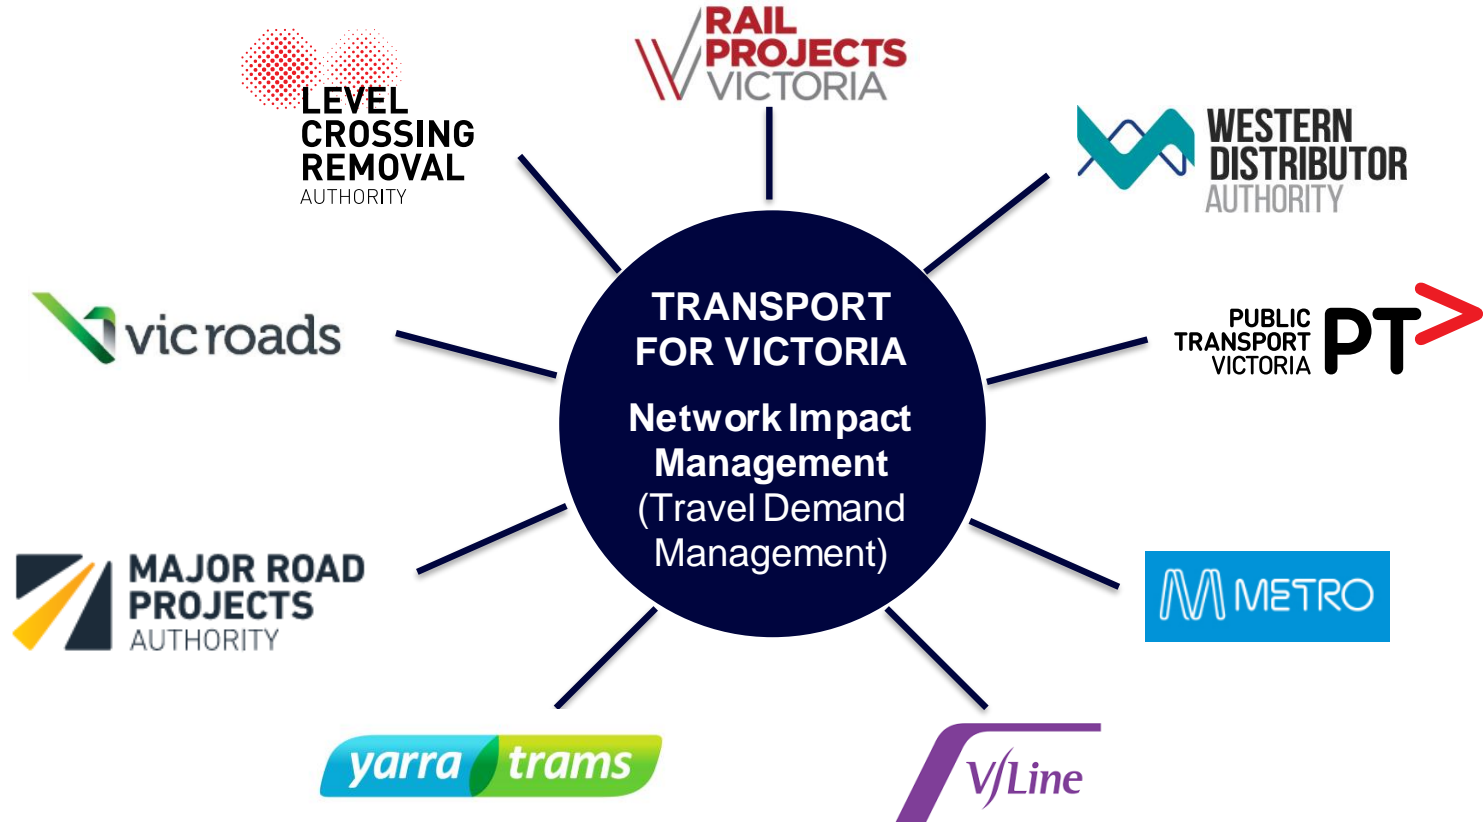 RAIL
PROJECTS
VICTORIA
LEVEL
CROSSING
REMOVAL
AUTHORITY
WESTERN
DISTRIBUTOR
AUTHORITY
vicroads
TRANSPORT
FOR VICTORIA
Network Impact
Management
(Travel Demand
Management)
PUBLIC
TRANSPORT
VICTORIA
PT>
MAJOR ROAD
PROJECTS
AUTHORITY
METRO
yarra trams
V/Line